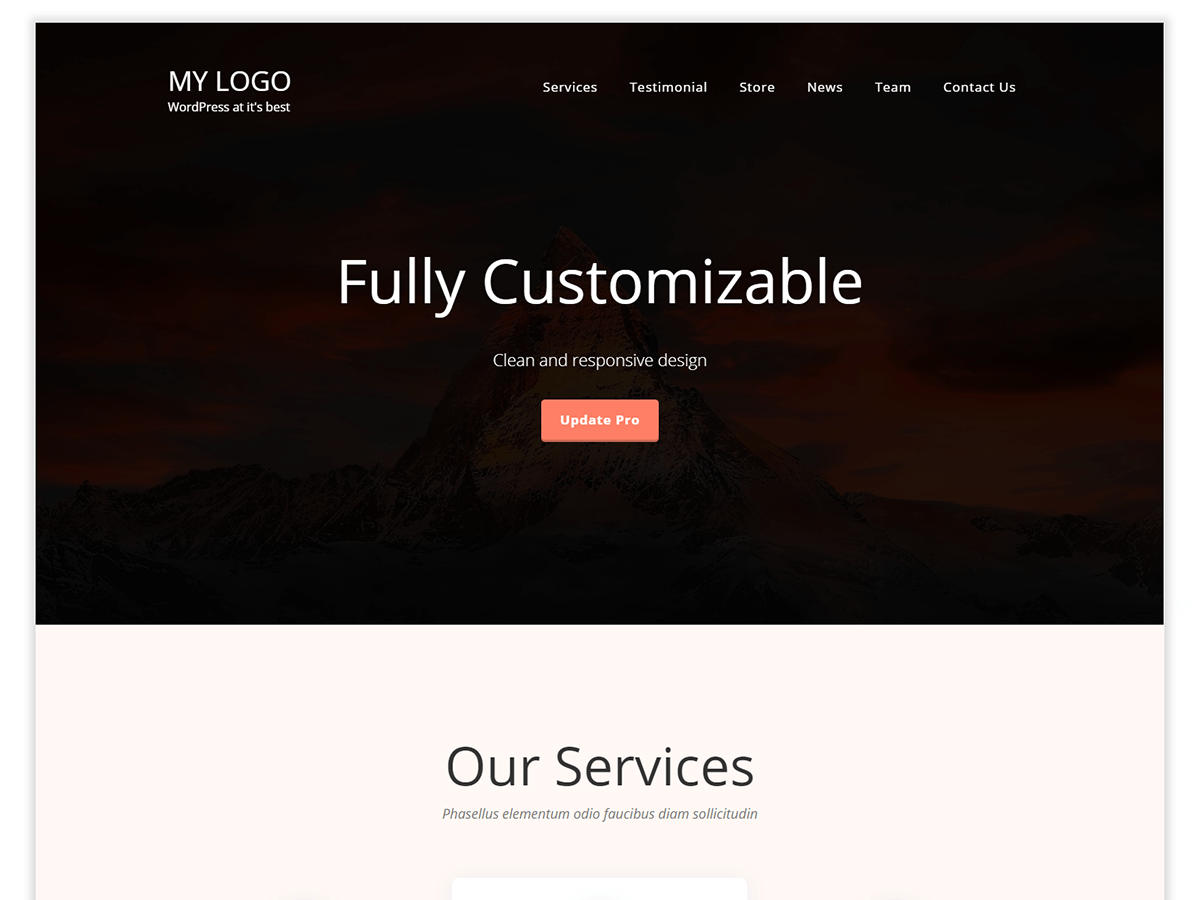 MY LOGO
WordPress at it's best
Services Testimonial Store News Team Contact Us
Fully Customizable
Clean and responsive design
Update Pro
Our Services
Phasellus elementum odio faucibus diam sollicitudin